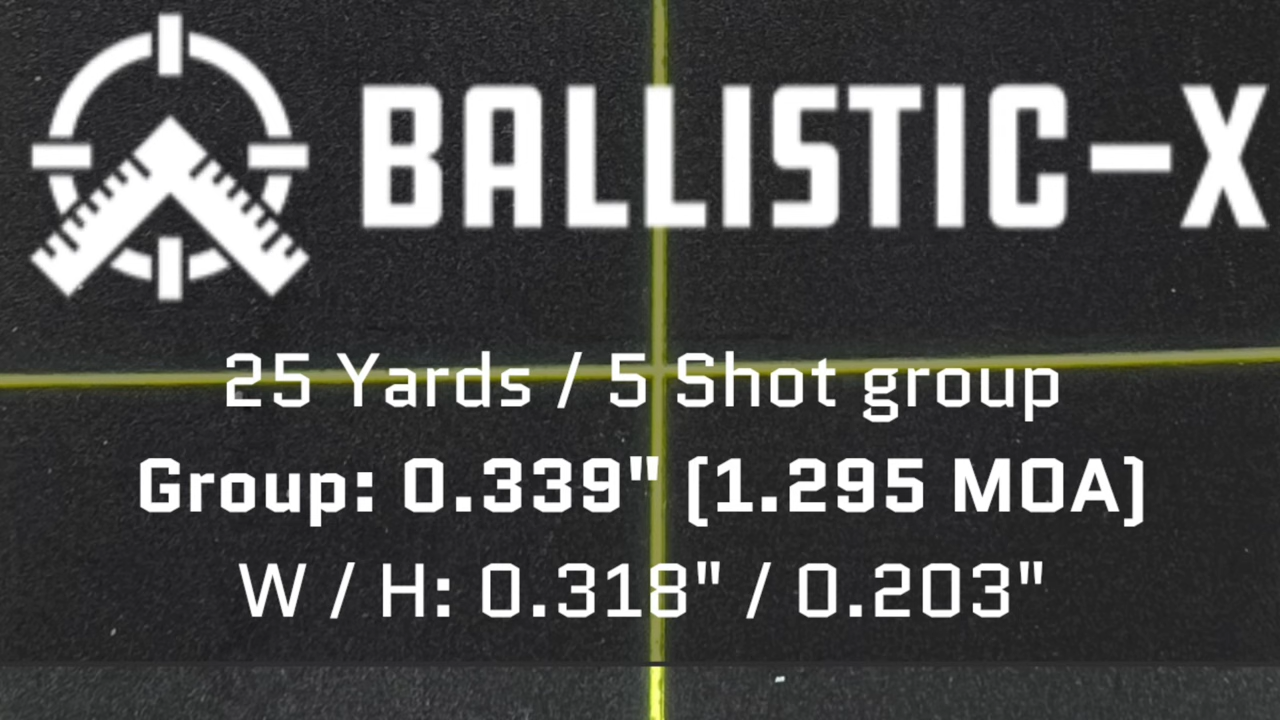 BALLISTIC-X
25 Yards / 5 Shot group
Group: 0.339" (1.295 MOA)
W / H: 0.318" / 0.203"